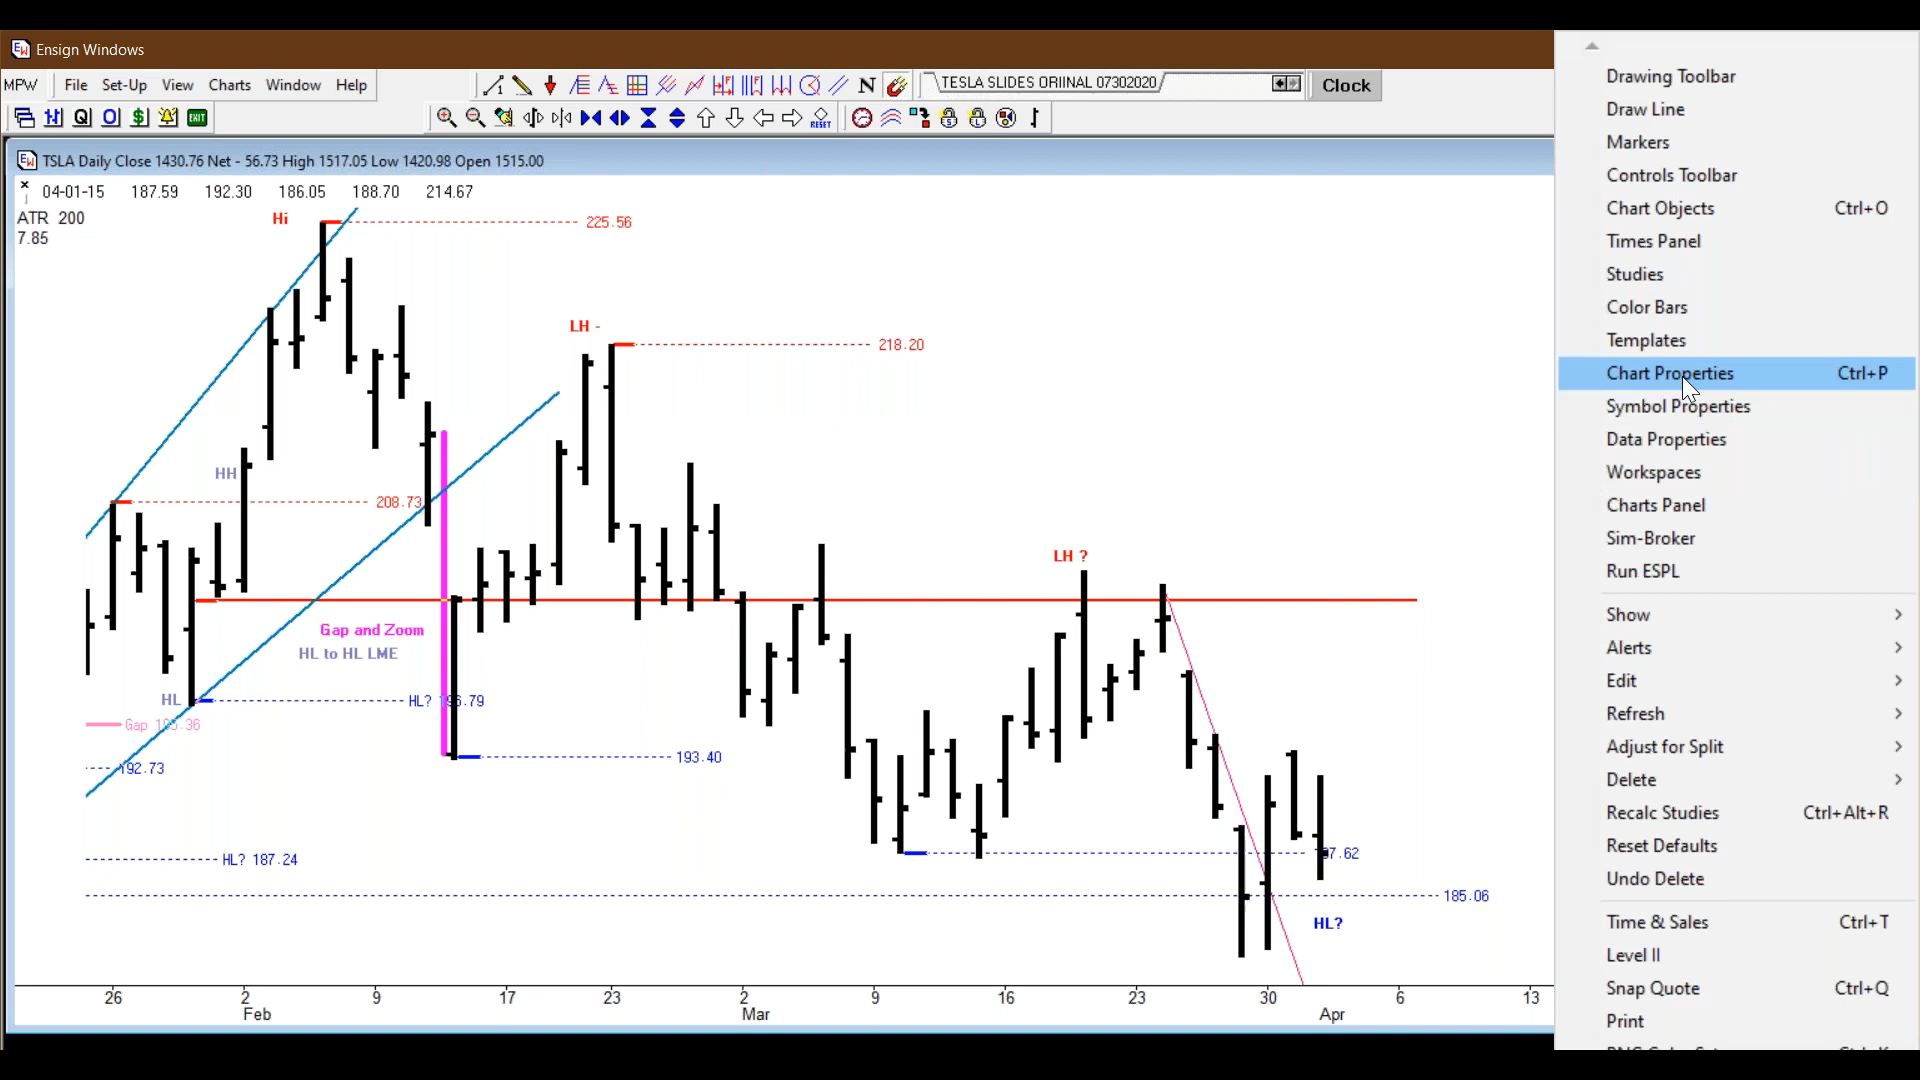 Ensign Windows
MPW File Set-Up View Charts Window Help
TESLA SLIDES ORIINAL 07302020
Clock
EXIT
RESET
TSLA Daily Close 1430.76 Net - 56.73 High 1517.05 Low 1420.98 Open 1515.00
04-01-15 187.59 192.30 186.05 188.70 214.67
ATR 200
7.85
Hi
225.56
LH -
218.20
HH
208.73
LH ?
Gap and Zoom
HL to HL LME
HL
HL?
Gap
192.73
193.40
HL? 187.24
185.06
HL?
26 2 9 17 23 2 9 16 23 30 6 13
Feb Mar Apr
Drawing Toolbar
Draw Line
Markers
Controls Toolbar
Chart Objects Ctrl+O
Times Panel
Studies
Color Bars
Templates
Chart Properties Ctrl+P
Symbol Properties
Data Properties
Workspaces
Charts Panel
Sim-Broker
Run ESPL
Show
Alerts
Edit
Refresh
Adjust for Split
Delete
Recalc Studies Ctrl+Alt+R
Reset Defaults
Undo Delete
Time & Sales Ctrl+T
Level II
Snap Quote Ctrl+Q
Print